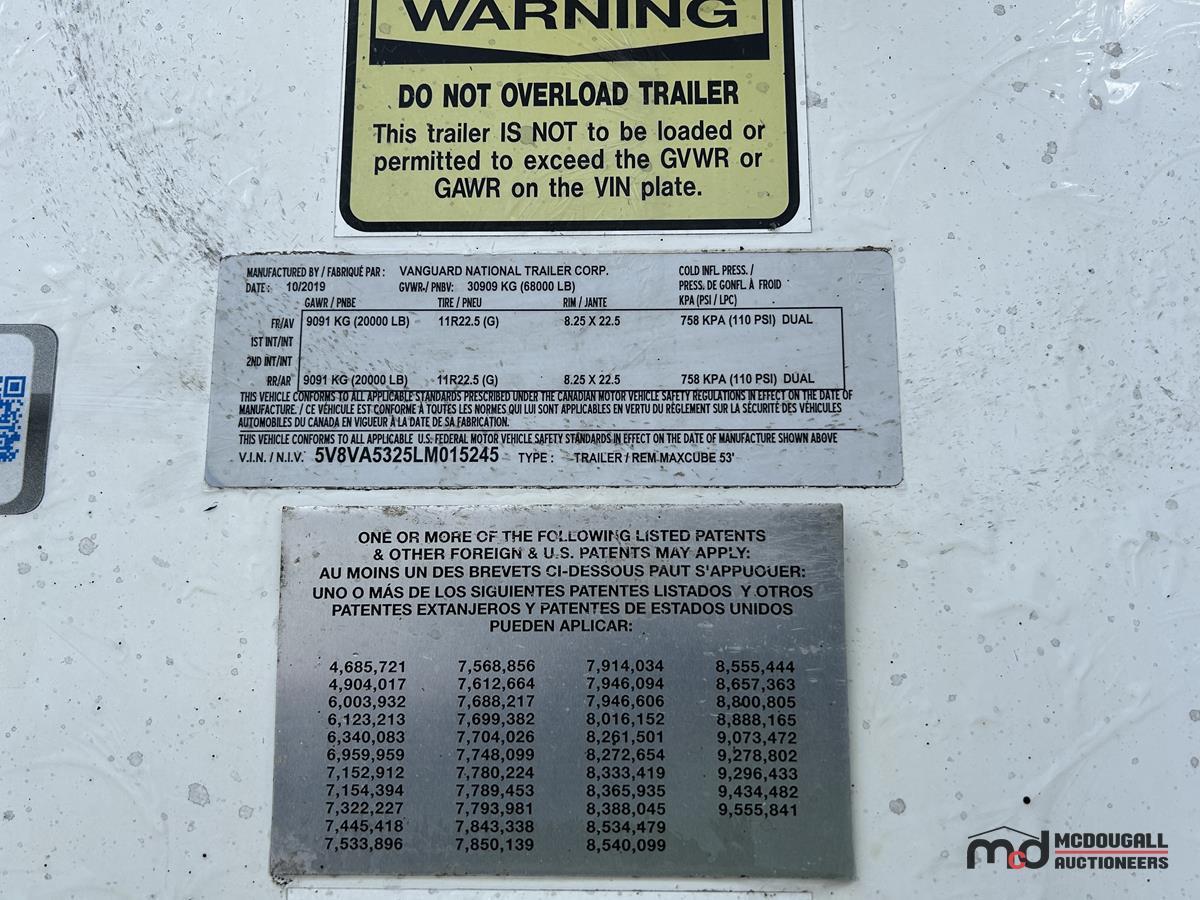 WARNING
DO NOT OVERLOAD TRAILER
This trailer IS NOT to be loaded or
permitted to exceed the GVWR or
GAWR on the VIN plate.
MANUFACTURED BY / FABRIQUÉ PAR : VANGUARD NATIONAL TRAILER CORP. COLD INFL. PRESS. /
DATE : 10/2019 GVWR / PNBV: 30909 KG (68000 LB) PRESS. DE GONFL. À FROID
GAWR / PNBE TIRE / PNEU RIM / JANTE KPA (PSI / LPC)
FR/AV 9091 KG (20000 LB) 11R22.5 (G) 8.25 X 22.5 758 KPA (110 PSI) DUAL
1ST INT/INT
2ND INT/INT
RR/AR 9091 KG (20000 LB) 11R22.5 (G) 8.25 X 22.5 758 KPA (110 PSI) DUAL
THIS VEHICLE CONFORMS TO ALL APPLICABLE STANDARDS PRESCRIBED UNDER THE CANADIAN MOTOR VEHICLE SAFETY REGULATIONS IN EFFECT ON THE DATE OF
MANUFACTURE. / CE VÉHICULE EST CONFORME À TOUTES LES NORMES QUI LUI SONT APPLICABLES EN VERTU DU RÈGLEMENT SUR LA SÉCURITÉ DES VÉHICULES
AUTOMOBILES DU CANADA EN VIGUEUR À LA DATE DE SA FABRICATION.
THIS VEHICLE CONFORMS TO ALL APPLICABLE U.S. FEDERAL MOTOR VEHICLE SAFETY STANDARDS IN EFFECT ON THE DATE OF MANUFACTURE SHOWN ABOVE
V.I.N. / N.I.V. 5V8VA5325LM015245 TYPE : TRAILER / REM MAXCUBE 53'
ONE OR MORE OF THE FOLLOWING LISTED PATENTS
& OTHER FOREIGN & U.S. PATENTS MAY APPLY:
AU MOINS UN DES BREVETS CI-DESSOUS PAUT S'APPUOUER:
UNO O MÁS DE LOS SIGUIENTES PATENTES LISTADOS Y OTROS
PATENTES EXTANJEROS Y PATENTES DE ESTADOS UNIDOS
PUEDEN APLICAR:
4,685,721 7,568,856 7,914,034 8,555,444
4,904,017 7,612,664 7,946,094 8,657,363
6,003,932 7,688,217 7,946,606 8,800,805
6,123,213 7,699,382 8,016,152 8,888,165
6,340,083 7,704,026 8,261,501 9,073,472
6,959,959 7,748,099 8,272,654 9,278,802
7,152,912 7,780,224 8,333,419 9,296,433
7,154,394 7,789,453 8,365,935 9,434,482
7,322,227 7,793,981 8,388,045 9,555,841
7,445,418 7,843,338 8,534,479
7,533,896 7,850,139 8,540,099
mcd MCDOUGALL
AUCTIONEERS